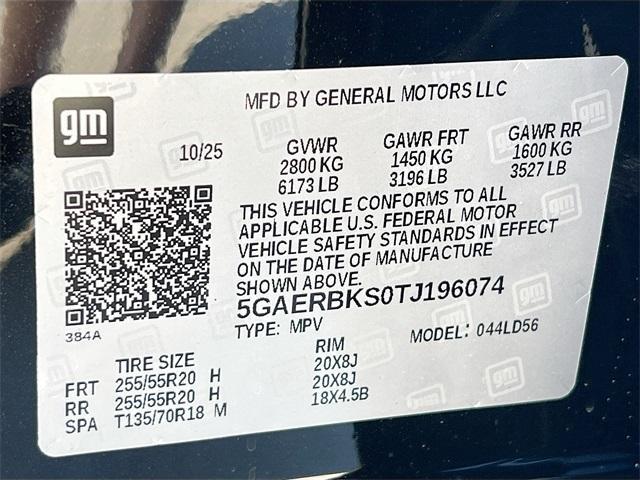 gm
MFD BY GENERAL MOTORS LLC
10/25
GVWR GAWR FRT GAWR RR
2800 KG 1450 KG 1600 KG
6173 LB 3196 LB 3527 LB
THIS VEHICLE CONFORMS TO ALL
APPLICABLE U.S. FEDERAL MOTOR
VEHICLE SAFETY STANDARDS IN EFFECT
ON THE DATE OF MANUFACTURE
SHOWN ABOVE.
5GAERBKS0TJ196074
384A
TYPE: MPV MODEL: 044LD56
TIRE SIZE RIM
FRT 255/55R20 H 20X8J
RR 255/55R20 H 20X8J
SPA T135/70R18 M 18X4.5B